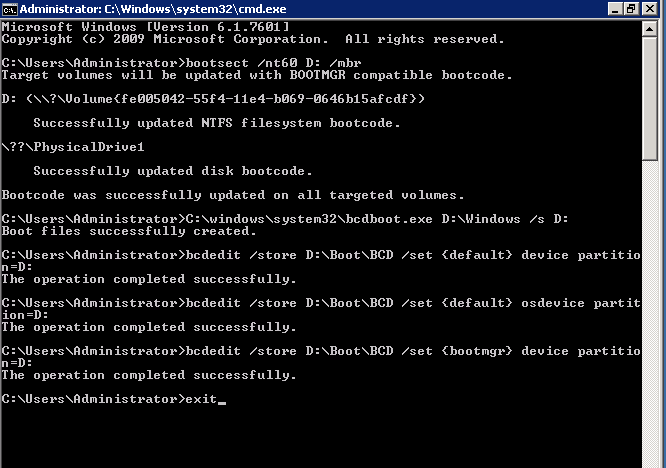 Administrator: C:\Windows\system32\cmd.exe
Microsoft Windows [Version 6.1.7601]
Copyright (c) 2009 Microsoft Corporation.  All rights reserved.
C:\Users\Administrator>bootsect /nt60 D: /mbr
Target volumes will be updated with BOOTMGR compatible bootcode.
D: (\\?\Volume{fe005042-55f4-11e4-b069-0646b15afcdf})
    Successfully updated NTFS filesystem bootcode.
\??\PhysicalDrive1
    Successfully updated disk bootcode.
Bootcode was successfully updated on all targeted volumes.
C:\Users\Administrator>C:\windows\system32\bcdboot.exe D:\Windows /s D:
Boot files successfully created.
C:\Users\Administrator>bcdedit /store D:\Boot\BCD /set {default} device partitio
n=D:
The operation completed successfully.
C:\Users\Administrator>bcdedit /store D:\Boot\BCD /set {default} osdevice partit
ion=D:
The operation completed successfully.
C:\Users\Administrator>bcdedit /store D:\Boot\BCD /set {bootmgr} device partitio
n=D:
The operation completed successfully.
C:\Users\Administrator>exit_